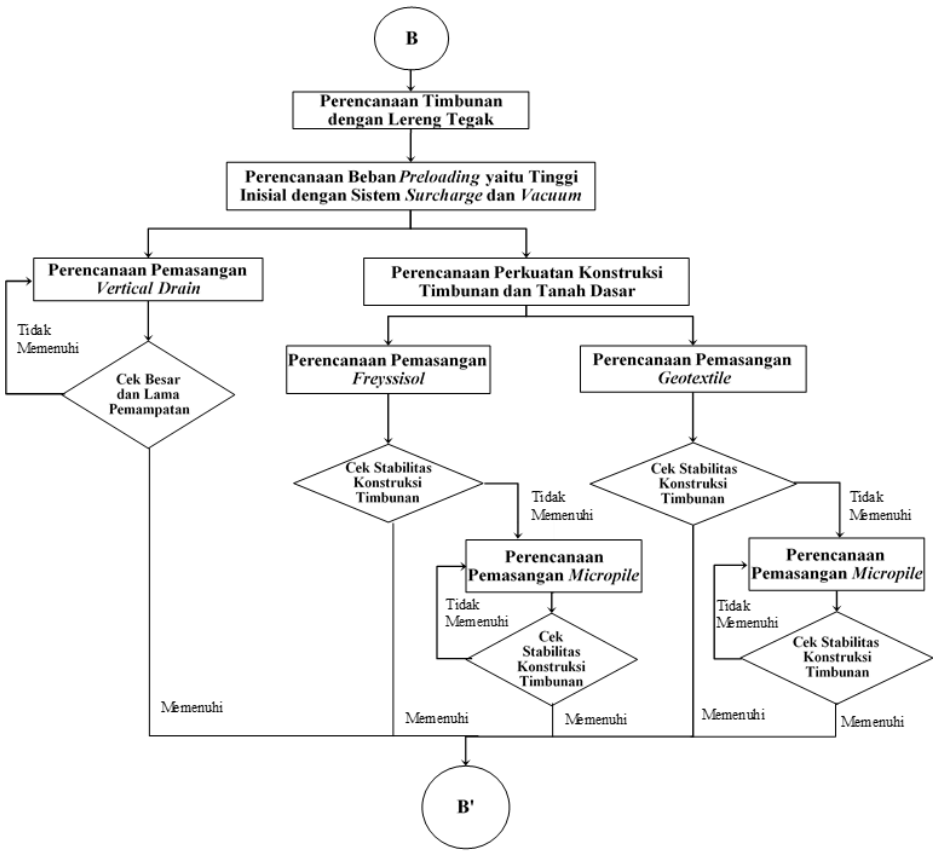 B
Perencanaan Timbunan
dengan Lereng Tegak
Perencanaan Beban Preloading yaitu Tinggi
Inisial dengan Sistem Surcharge dan Vacuum
Perencanaan Pemasangan
Vertical Drain
Perencanaan Perkuatan Konstruksi
Timbunan dan Tanah Dasar
Tidak
Memenuhi
Cek Besar
dan Lama
Pemampatan
Perencanaan Pemasangan
Freyssisol
Perencanaan Pemasangan
Geotextile
Cek Stabilitas
Konstruksi
Timbunan
Tidak
Memenuhi
Cek Stabilitas
Konstruksi
Timbunan
Tidak
Memenuhi
Perencanaan
Pemasangan Micropile
Tidak
Memenuhi
Cek
Stabilitas
Konstruksi
Timbunan
Perencanaan
Pemasangan Micropile
Tidak
Memenuhi
Cek Stabilitas
Konstruksi
Timbunan
Memenuhi
Memenuhi
Memenuhi
Memenuhi
Memenuhi
B'